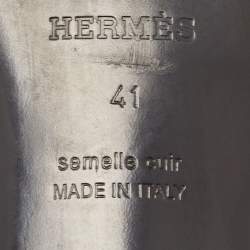 HERMÈS
41
semelle cuir
MADE IN ITALY